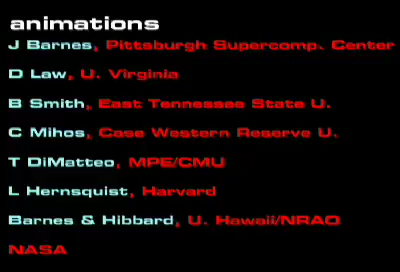 animations
J Barnes, Pittsburgh Supercomp. Center
D Law, U. Virginia
B Smith, East Tennessee State U.
C Mihos, Case Western Reserve U.
T DiMatteo, MPE/CMU
L Hernsquist, Harvard
Barnes & Hibbard, U. Hawaii/NRAO
NASA